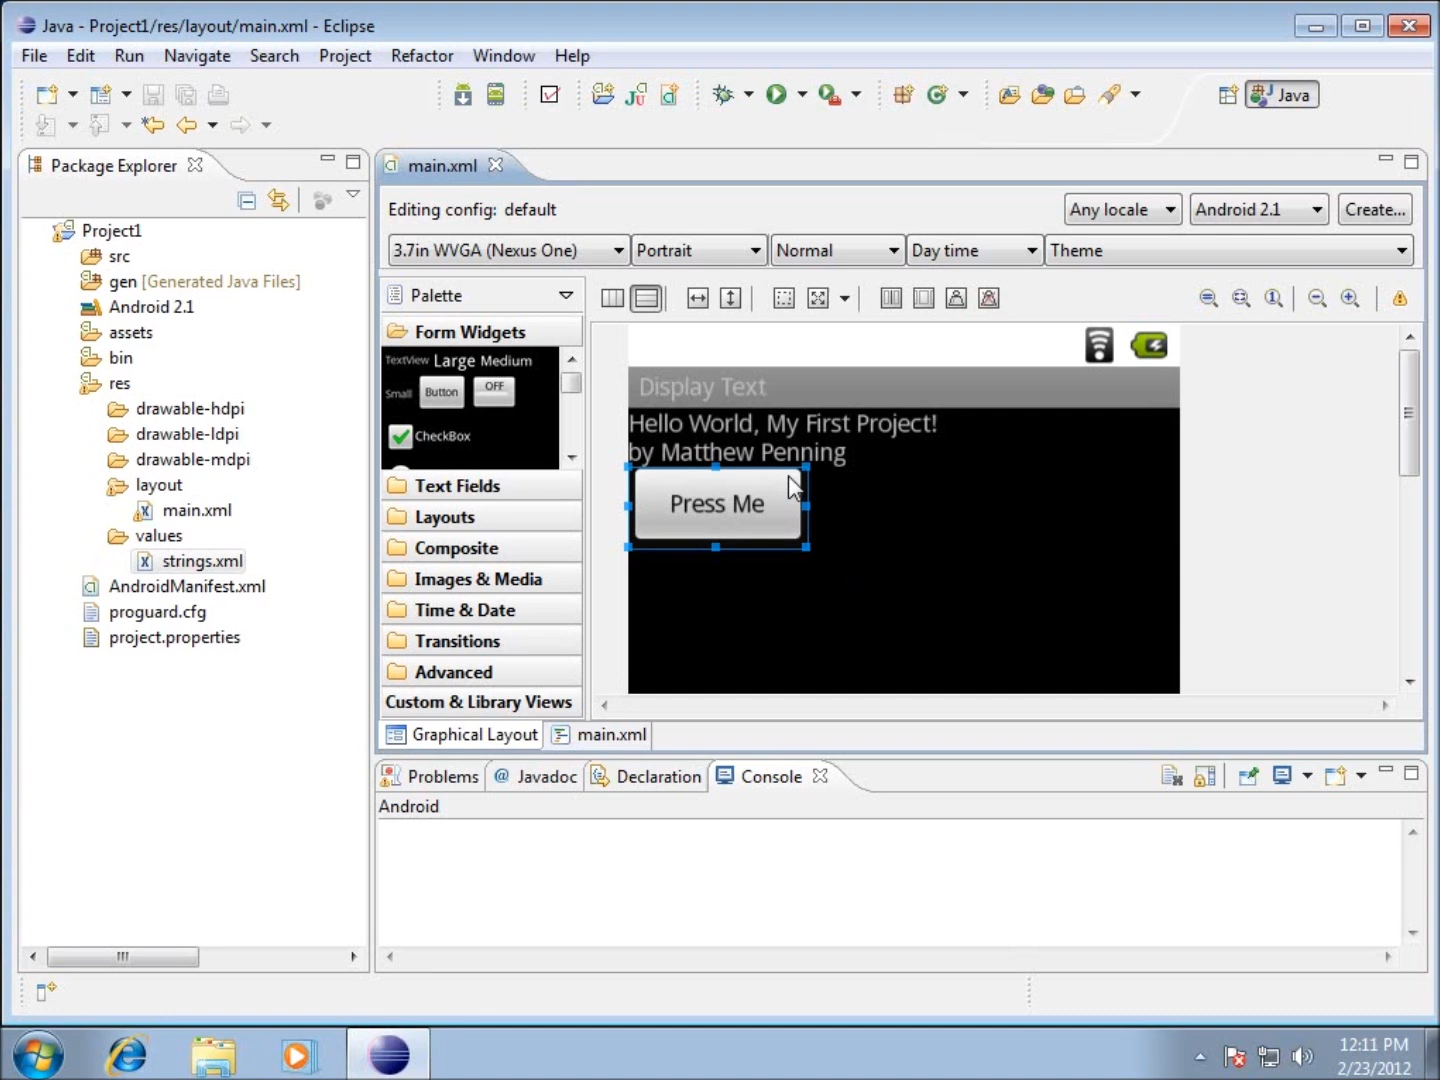 Java - Project1/res/layout/main.xml - Eclipse
File Edit Run Navigate Search Project Refactor Window Help
Java
Package Explorer
Project1
src
gen [Generated Java Files]
Android 2.1
assets
bin
res
drawable-hdpi
drawable-ldpi
drawable-mdpi
layout
main.xml
values
strings.xml
AndroidManifest.xml
proguard.cfg
project.properties
main.xml
Editing config: default
Any locale Android 2.1 Create...
3.7in WVGA (Nexus One) Portrait Normal Day time Theme
Palette
Form Widgets
TextView Large Medium
Small Button OFF
CheckBox
Text Fields
Layouts
Composite
Images & Media
Time & Date
Transitions
Advanced
Custom & Library Views
Display Text
Hello World, My First Project!
by Matthew Penning
Press Me
Graphical Layout main.xml
Problems Javadoc Declaration Console
Android
12:11 PM
2/23/2012